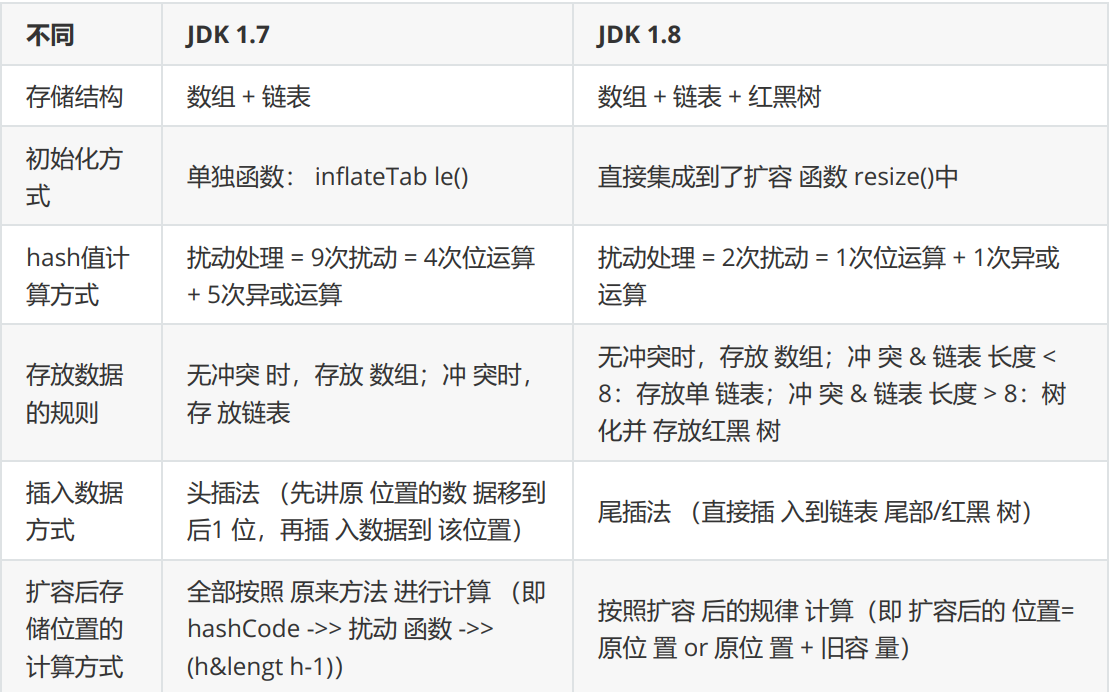 不同
JDK 1.7
JDK 1.8
存储结构
数组 + 链表
数组 + 链表 + 红黑树
初始化方
式
单独函数： inflateTab le()
直接集成到了扩容 函数 resize()中
hash值计
算方式
扰动处理 = 9次扰动 = 4次位运算
+ 5次异或运算
扰动处理 = 2次扰动 = 1次位运算 + 1次异或
运算
存放数据
的规则
无冲突 时，存放 数组；冲 突时，
存 放链表
无冲突时，存放 数组；冲 突 & 链表 长度 <
8：存放单 链表；冲 突 & 链表 长度 > 8：树
化并 存放红黑 树
插入数据
方式
头插法 （先讲原 位置的数 据移到
后1 位，再插 入数据到 该位置）
尾插法 （直接插 入到链表 尾部/红黑 树）
扩容后存
储位置的
计算方式
全部按照 原来方法 进行计算 （即
hashCode ->> 扰动 函数 ->>
(h&lengt h-1)）
按照扩容 后的规律 计算（即 扩容后的 位置=
原位 置 or 原位 置 + 旧容 量）